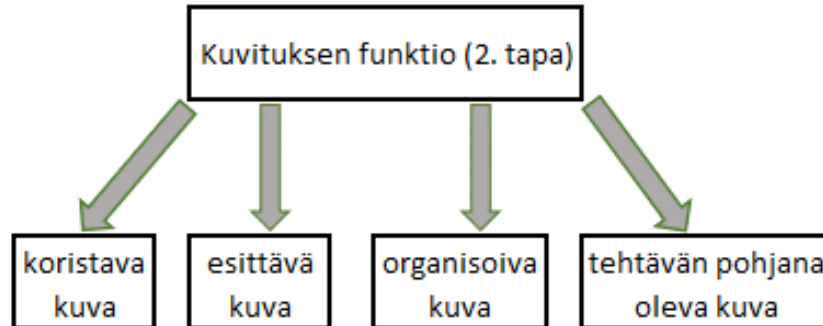 Kuvituksen funktio (2. tapa)
koristava
kuva
esittävä
kuva
organisoiva
kuva
tehtävän pohjana
oleva kuva